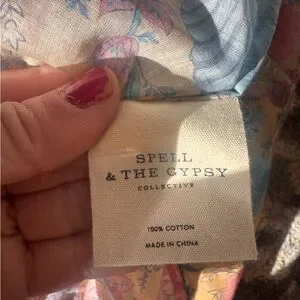 SPELL
& THE GYPSY
COLLECTIVE
100% COTTON
MADE IN CHINA